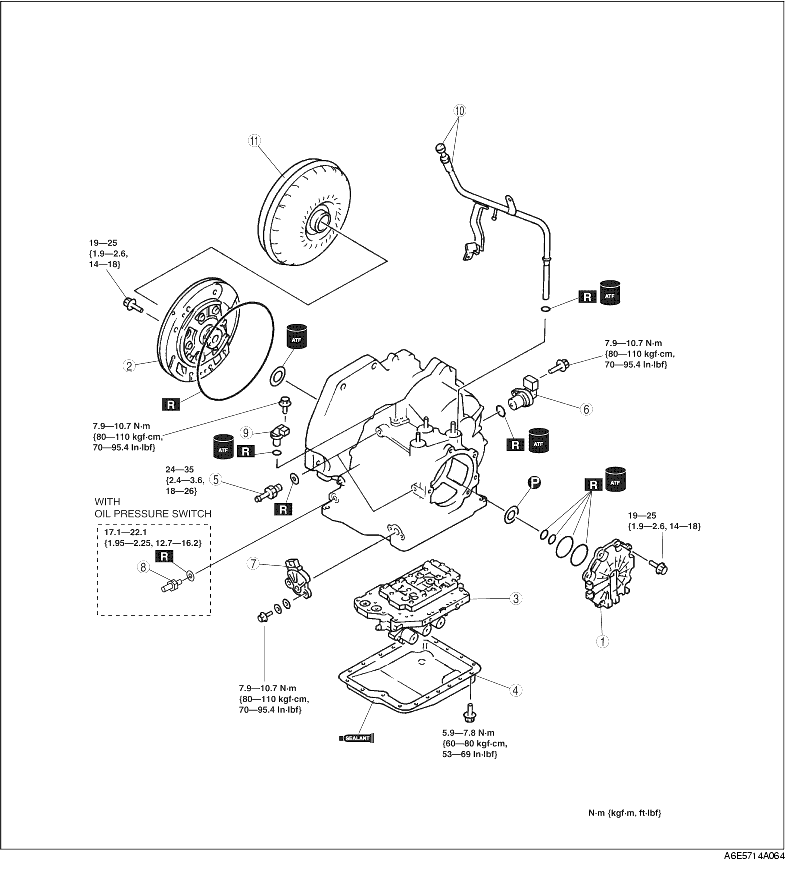 10
11
19—25
{1.9—2.6,
14—18}
R
ATF
ATF
7.9—10.7 N·m
{80—110 kgf·cm,
70—95.4 In·lbf}
2
R
6
7.9—10.7 N·m
{80—110 kgf·cm,
70—95.4 In·lbf}
9
ATF
R
R
ATF
24—35
{2.4—3.6,
18—26}
5
R
P
R
ATF
WITH
OIL PRESSURE SWITCH
17.1—22.1
{1.95—2.25, 12.7—16.2}
R
8
19—25
{1.9—2.6, 14—18}
7
3
1
7.9—10.7 N·m
{80—110 kgf·cm,
70—95.4 In·lbf}
4
SEALANT
5.9—7.8 N·m
{60—80 kgf·cm,
53—69 In·lbf}
N·m {kgf·m, ft·lbf}
A6E5714A064